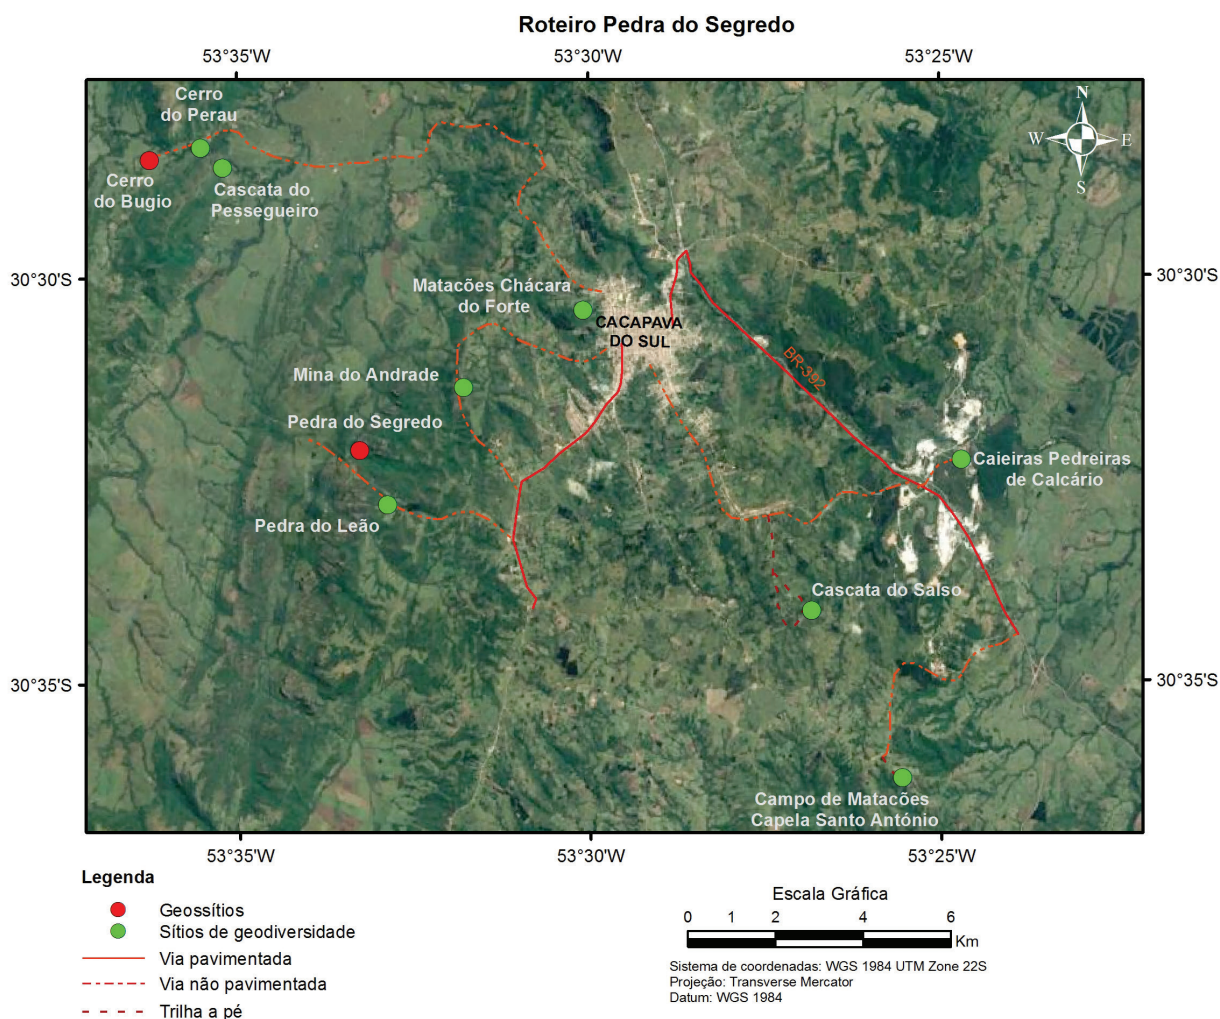 Roteiro Pedra do Segredo
53°35'W
53°30'W
53°25'W
N
W
E
S
Cerro
do Perau
Cerro
do Bugio
Cascata do
Pessegueiro
30°30'S
30°30'S
Matacões Chácara
do Forte
CACAPAVA
DO SUL
BR-392
Mina do Andrade
Pedra do Segredo
Caieiras Pedreiras
de Calcário
Pedra do Leão
Cascata do Salso
30°35'S
30°35'S
Campo de Matacões
Capela Santo António
53°35'W
53°30'W
53°25'W
Legenda
Geossítios
Sítios de geodiversidade
Via pavimentada
Via não pavimentada
Trilha a pé
Escala Gráfica
0 1 2 4 6
Km
Sistema de coordenadas: WGS 1984 UTM Zone 22S
Projeção: Transverse Mercator
Datum: WGS 1984